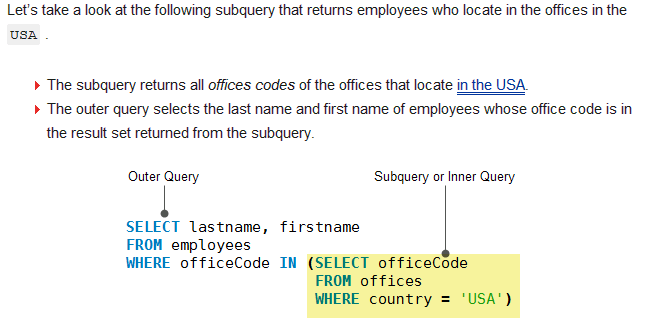 Let's take a look at the following subquery that returns employees who locate in the offices in the
USA .
The subquery returns all offices codes of the offices that locate in the USA.
The outer query selects the last name and first name of employees whose office code is in
the result set returned from the subquery.
Outer Query
Subquery or Inner Query
SELECT lastname, firstname
FROM employees
WHERE officeCode IN (SELECT officeCode
FROM offices
WHERE country = 'USA')